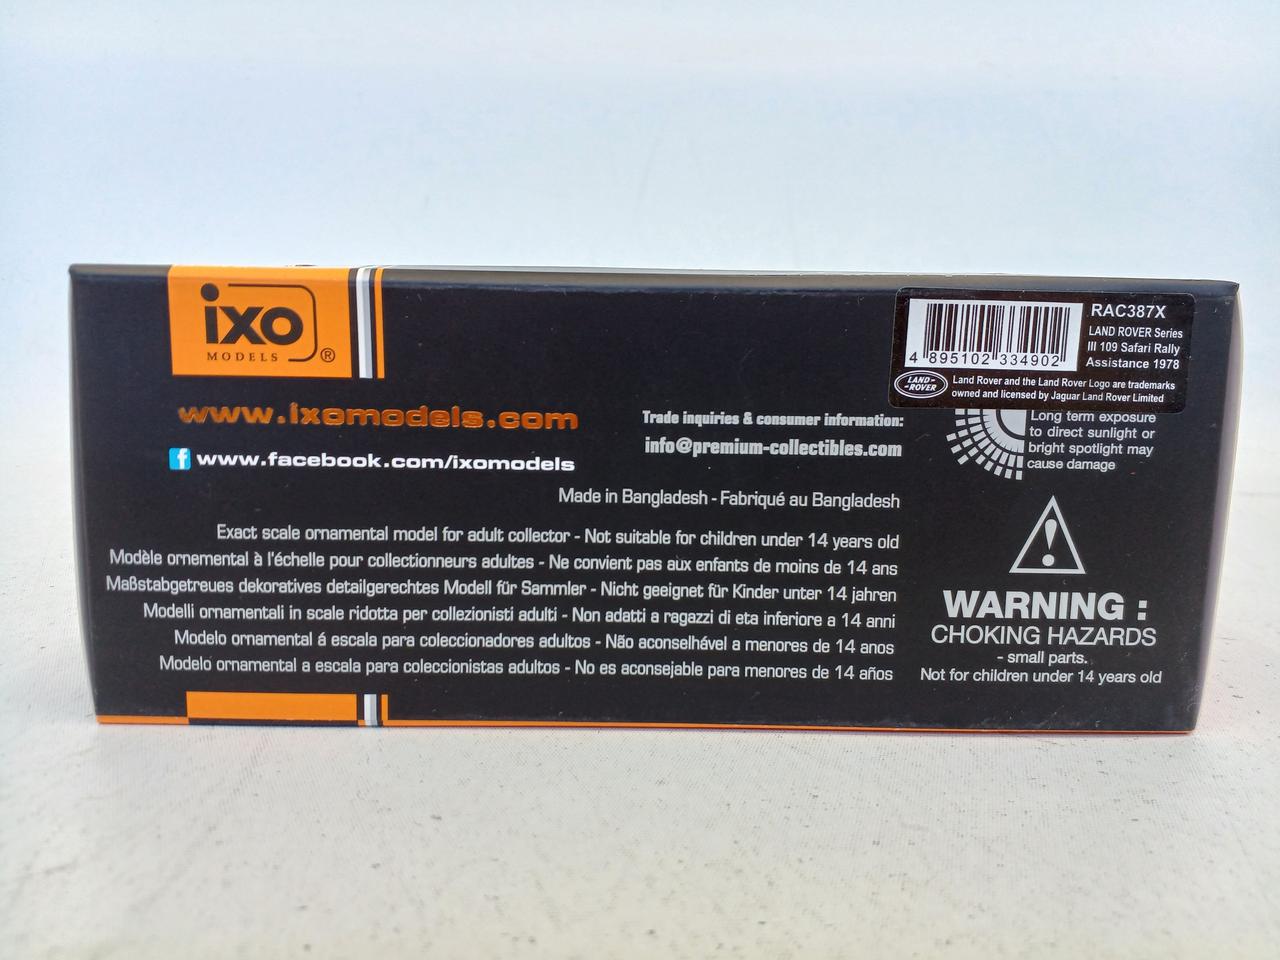 ixo
MODELS ®
www.ixomodels.com
f www.facebook.com/ixomodels
Trade inquiries & consumer information:
info@premium-collectibles.com
Made in Bangladesh - Fabriqué au Bangladesh
Exact scale ornamental model for adult collector - Not suitable for children under 14 years old
Modèle ornemental à l'échelle pour collectionneurs adultes - Ne convient pas aux enfants de moins de 14 ans
Maßstabgetreues dekoratives detailgerechtes Modell für Sammler - Nicht geeignet für Kinder unter 14 jahren
Modelli ornamentali in scale ridotta per collezionisti adulti - Non adatti a ragazzi di eta inferiore a 14 anni
Modelo ornamental á escala para coleccionadores adultos - Não aconselhável a menores de 14 anos
Modelo ornamental a escala para coleccionistas adultos - No es aconsejable para menores de 14 años
RAC387X
LAND ROVER Series
III 109 Safari Rally
Assistance 1978
4 895102 334902
LAND-
-ROVER
Land Rover and the Land Rover Logo are trademarks
owned and licensed by Jaguar Land Rover Limited
Long term exposure
to direct sunlight or
bright spotlight may
cause damage
!
WARNING :
CHOKING HAZARDS
- small parts.
Not for children under 14 years old